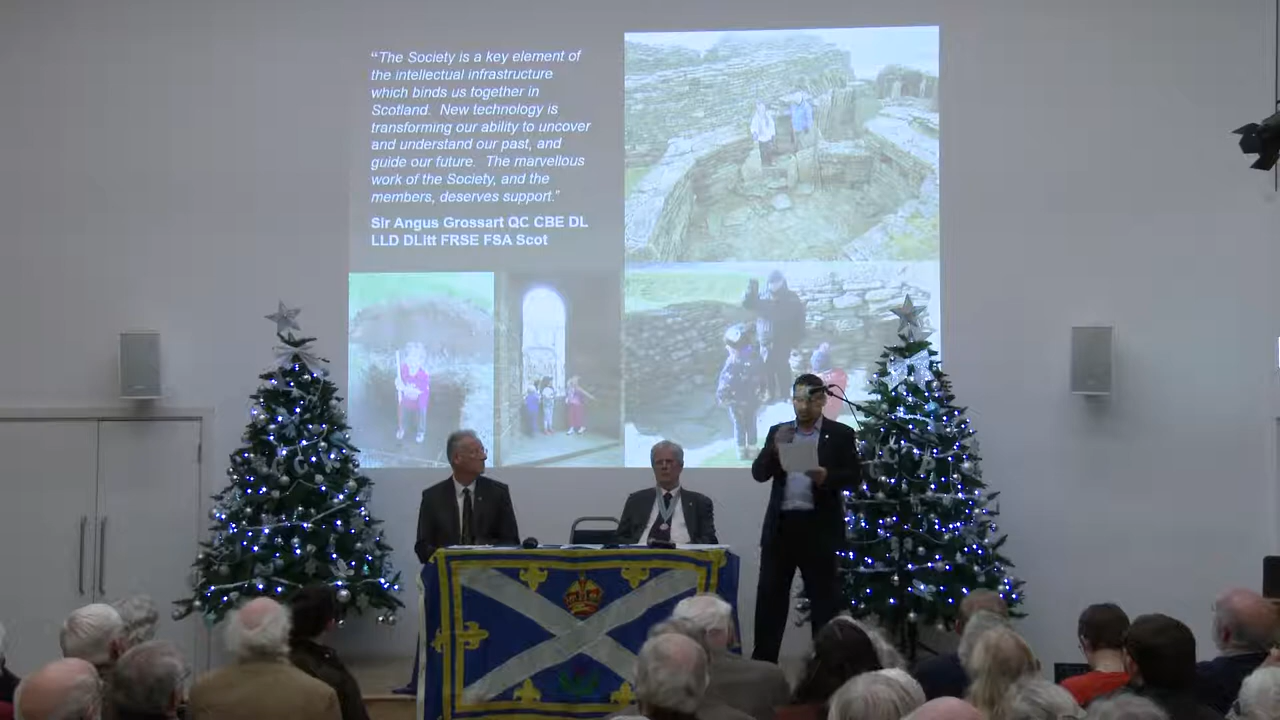 “The Society is a key element of
the intellectual infrastructure
which binds us together in
Scotland. New technology is
transforming our ability to uncover
and understand our past, and
guide our future. The marvellous
work of the Society, and the
members, deserves support.”
Sir Angus Grossart QC CBE DL
LLD DLitt FRSE FSA Scot